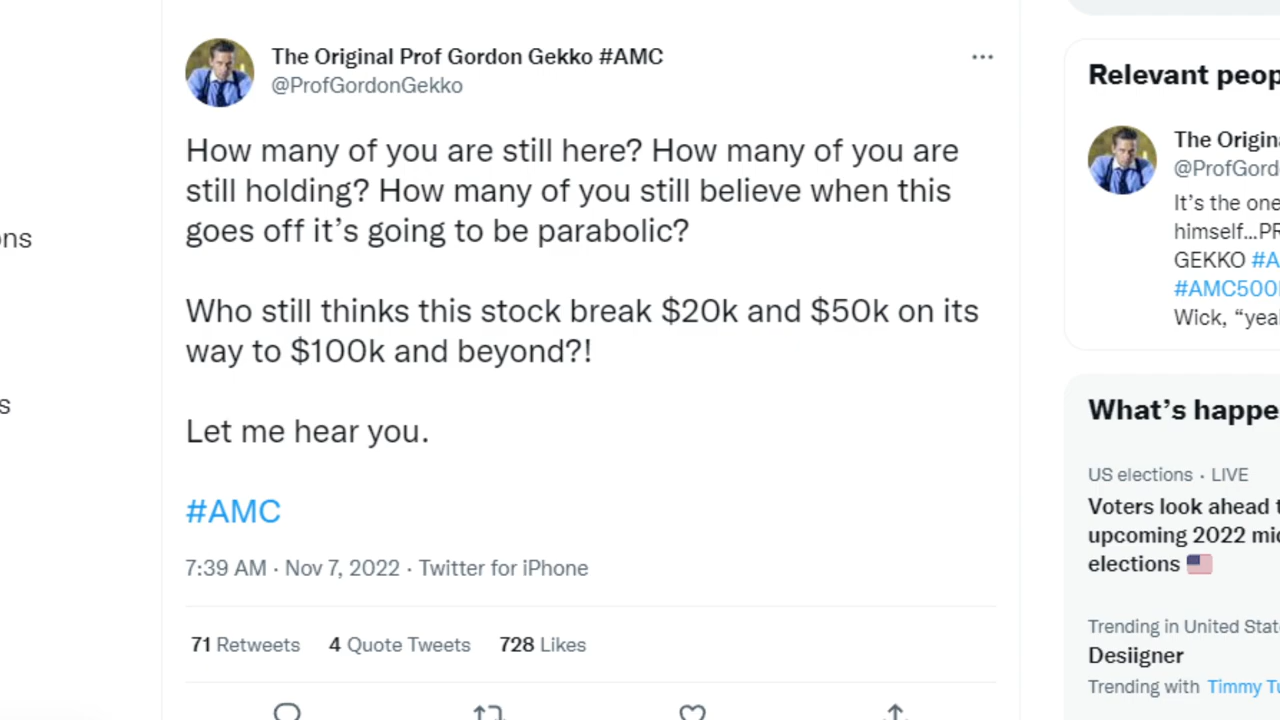 The Original Prof Gordon Gekko #AMC
@ProfGordonGekko
How many of you are still here? How many of you are
still holding? How many of you still believe when this
goes off it’s going to be parabolic?
Who still thinks this stock break $20k and $50k on its
way to $100k and beyond?!
Let me hear you.
#AMC
7:39 AM · Nov 7, 2022 · Twitter for iPhone
71 Retweets 4 Quote Tweets 728 Likes
ons
s
Relevant peop
The Origina
@ProfGord
It’s the one
himself...PR
GEKKO #A
#AMC500
Wick, “yea
What’s happe
US elections · LIVE
Voters look ahead t
upcoming 2022 mid
elections
Trending in United State
Desiigner
Trending with Timmy Tu